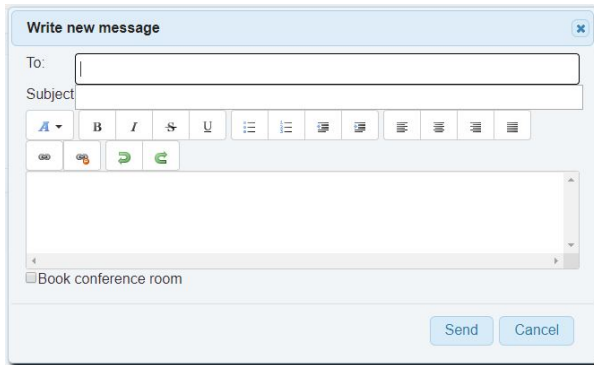 Write new message
To:
Subject
A B I S U
Book conference room
Send Cancel